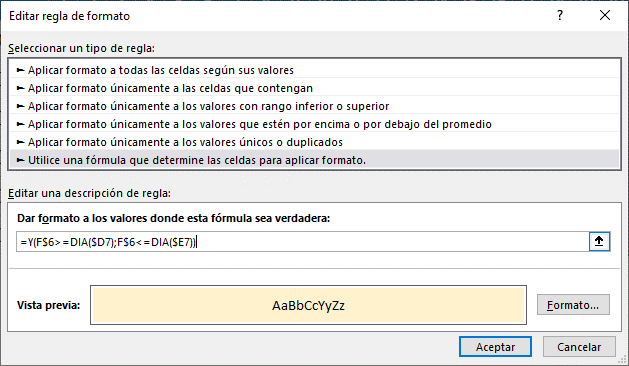 Editar regla de formato ? ×
Seleccionar un tipo de regla:
► Aplicar formato a todas las celdas según sus valores
► Aplicar formato únicamente a las celdas que contengan
► Aplicar formato únicamente a los valores con rango inferior o superior
► Aplicar formato únicamente a los valores que estén por encima o por debajo del promedio
► Aplicar formato únicamente a los valores únicos o duplicados
► Utilice una fórmula que determine las celdas para aplicar formato.
Editar una descripción de regla:
Dar formato a los valores donde esta fórmula sea verdadera:
=Y(F$6>=DIA($D7);F$6<=DIA($E7))
Vista previa: AaBbCcYyZz Formato...
Aceptar Cancelar